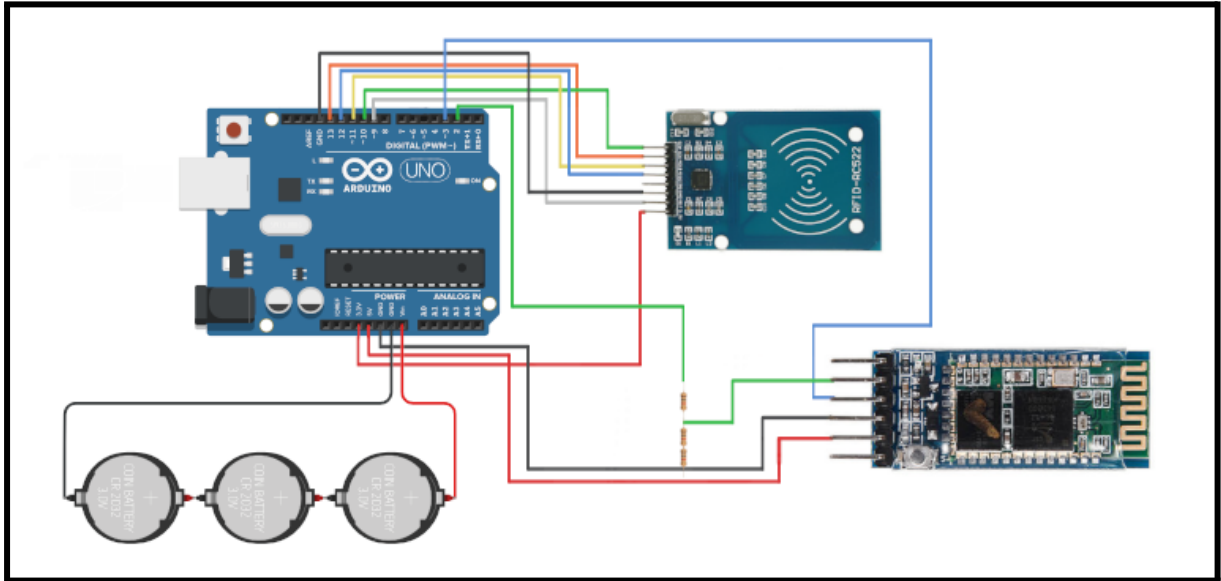 AREF
GND
13
12
~11
~10
~9
8
7
~6
~5
4
~3
2
TX→1
RX←0
DIGITAL (PWM~)
L
TX
RX
ARDUINO
UNO
ON
IOREF
RESET
3.3V
5V
GND
GND
Vin
POWER
ANALOG IN
A0
A1
A2
A3
A4
A5
RFID-RC522
COIN BATTERY
CR 2032
3.0V
COIN BATTERY
CR 2032
3.0V
COIN BATTERY
CR 2032
3.0V